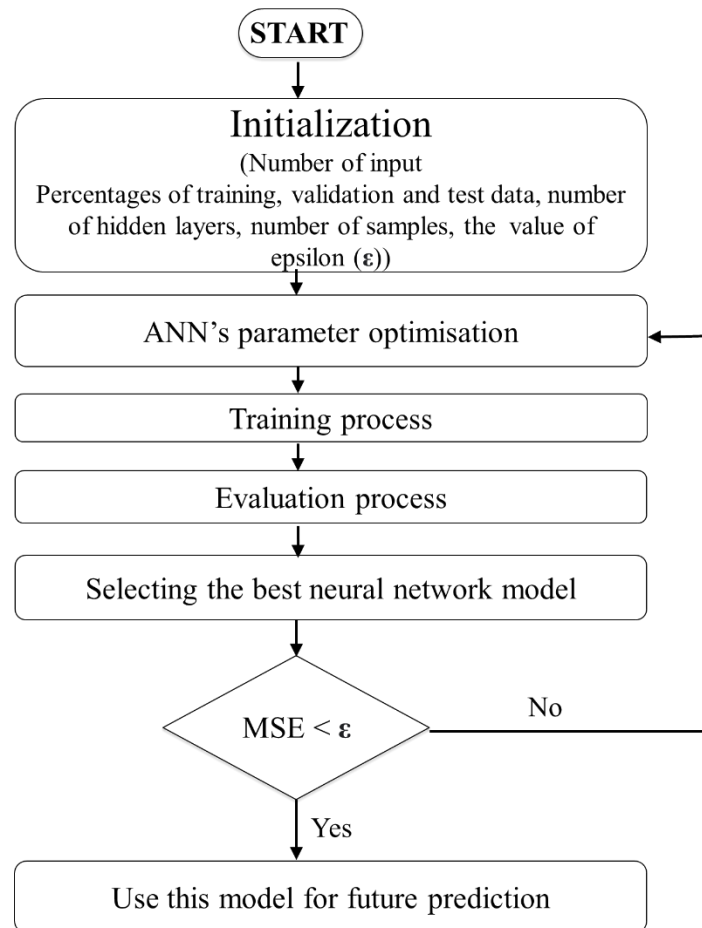 START
Initialization
(Number of input
Percentages of training, validation and test data, number
of hidden layers, number of samples, the value of
epsilon (ε))
ANN’s parameter optimisation
Training process
Evaluation process
Selecting the best neural network model
MSE < ε
No
Yes
Use this model for future prediction